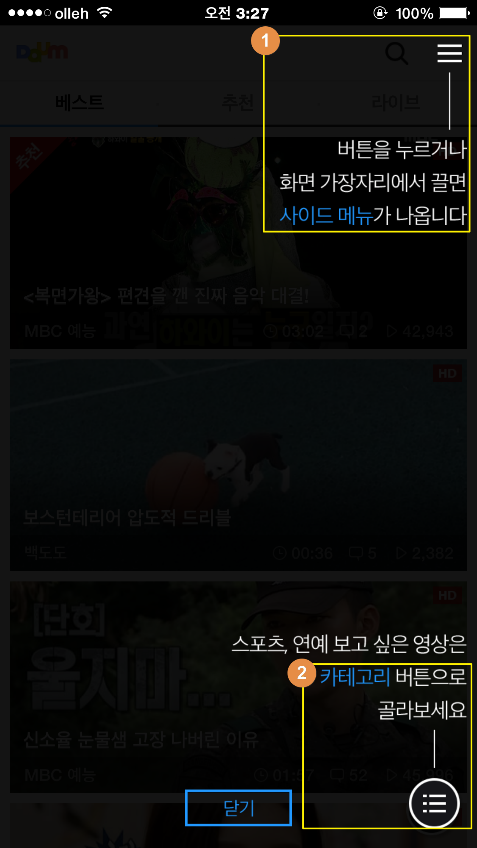 olleh 오전 3:27 100%
Daum
1
베스트 추천 라이브
버튼을 누르거나
화면 가장자리에서 끌면
사이드 메뉴가 나옵니다
추천
<복면가왕> 편견을 깬 진짜 음악 대결!
MBC 예능 03:02 2 42,943
HD
보스턴테리어 압도적 드리블
백도도 00:36 5 2,382
HD
[단호]
울지마...
스포츠, 연예 보고 싶은 영상은
2
카테고리 버튼으로
골라보세요
신소율 눈물샘 고장 나버린 이유
MBC 예능 01:57 52
닫기